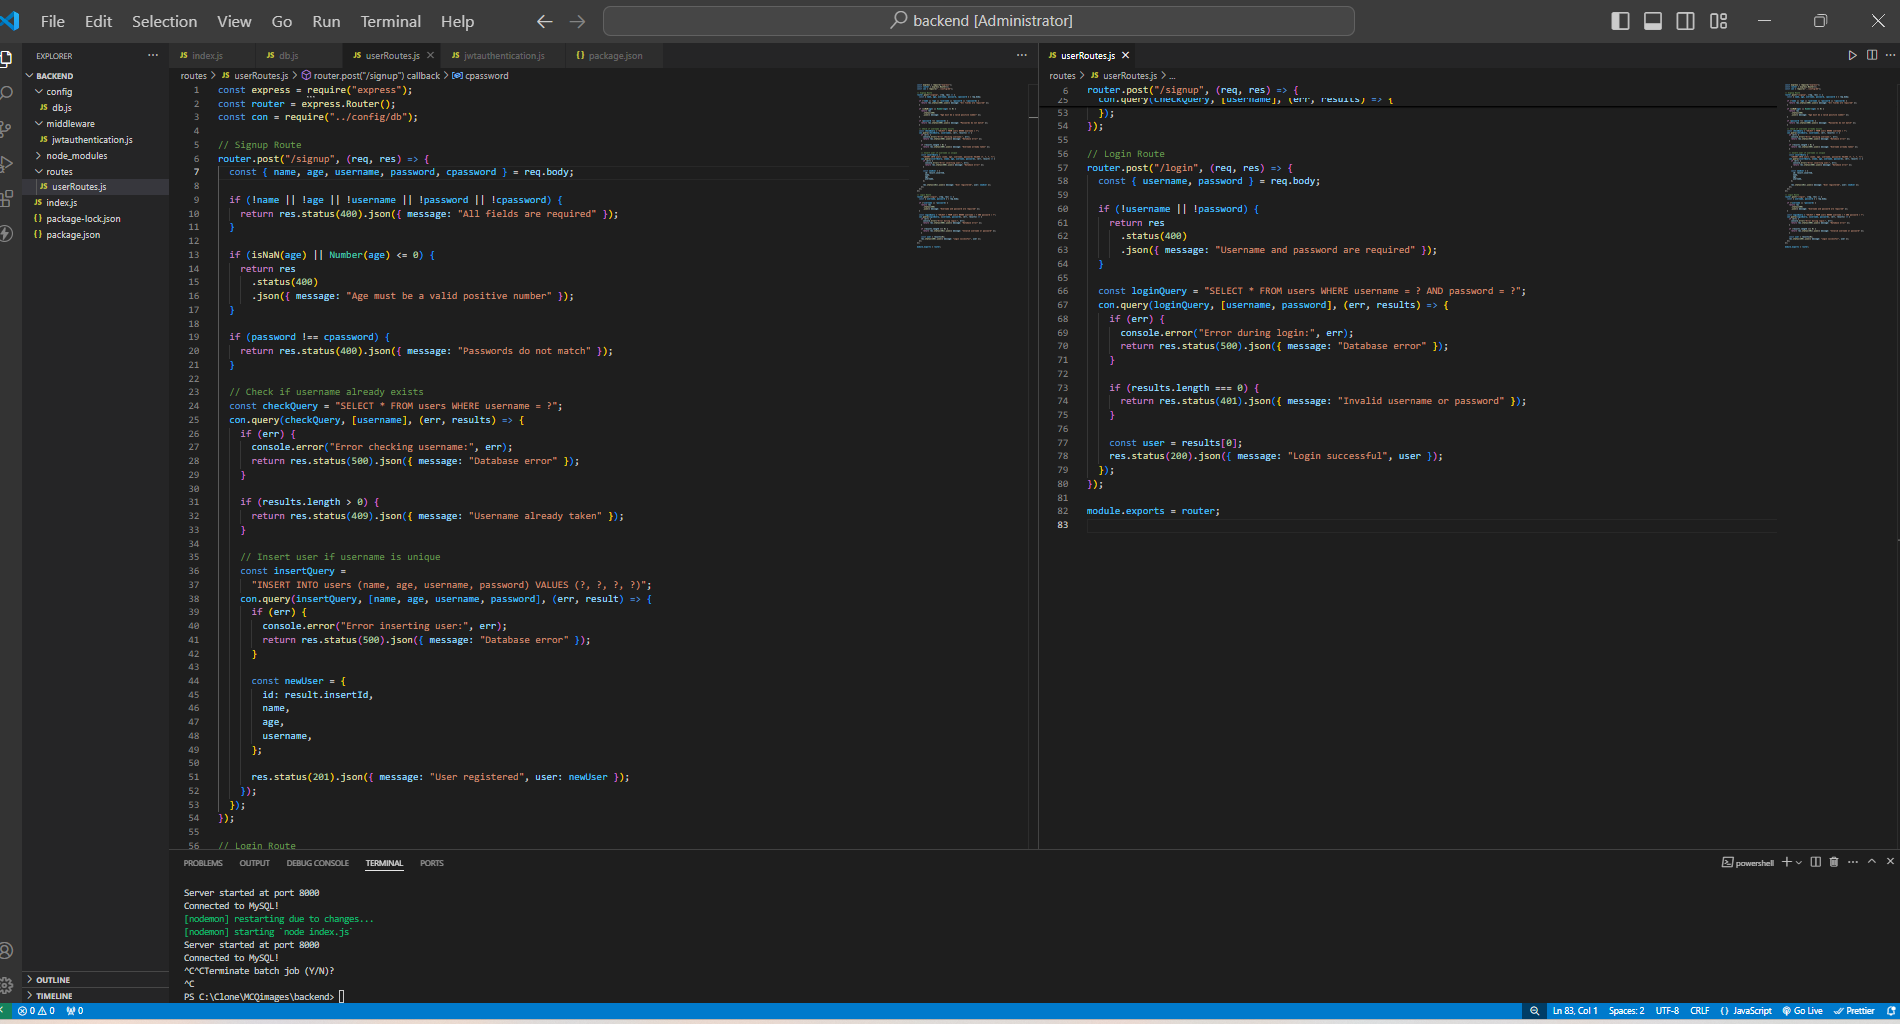 File Edit Selection View Go Run Terminal Help
backend [Administrator]
EXPLORER
BACKEND
config
JS db.js
middleware
JS jwtauthentication.js
node_modules
routes
JS userRoutes.js
JS index.js
{} package-lock.json
{} package.json
OUTLINE
TIMELINE
JS index.js JS db.js JS userRoutes.js JS jwtauthentication.js {} package.json
routes > JS userRoutes.js > router.post("/signup") callback > cpassword
1 const express = require("express");
2 const router = express.Router();
3 const con = require("../config/db");
4
5 // Signup Route
6 router.post("/signup", (req, res) => {
7 const { name, age, username, password, cpassword } = req.body;
8
9 if (!name || !age || !username || !password || !cpassword) {
10 return res.status(400).json({ message: "All fields are required" });
11 }
12
13 if (isNaN(age) || Number(age) <= 0) {
14 return res
15 .status(400)
16 .json({ message: "Age must be a valid positive number" });
17 }
18
19 if (password !== cpassword) {
20 return res.status(400).json({ message: "Passwords do not match" });
21 }
22
23 // Check if username already exists
24 const checkQuery = "SELECT * FROM users WHERE username = ?";
25 con.query(checkQuery, [username], (err, results) => {
26 if (err) {
27 console.error("Error checking username:", err);
28 return res.status(500).json({ message: "Database error" });
29 }
30
31 if (results.length > 0) {
32 return res.status(409).json({ message: "Username already taken" });
33 }
34
35 // Insert user if username is unique
36 const insertQuery =
37 "INSERT INTO users (name, age, username, password) VALUES (?, ?, ?, ?)";
38 con.query(insertQuery, [name, age, username, password], (err, result) => {
39 if (err) {
40 console.error("Error inserting user:", err);
41 return res.status(500).json({ message: "Database error" });
42 }
43
44 const newUser = {
45 id: result.insertId,
46 name,
47 age,
48 username,
49 };
50
51 res.status(201).json({ message: "User registered", user: newUser });
52 });
53 });
54 });
55
56 // Login Route
JS userRoutes.js
routes > JS userRoutes.js > ...
6 router.post("/signup", (req, res) => {
25 con.query(checkQuery, [username], (err, results) => {
53 });
54 });
55
56 // Login Route
57 router.post("/login", (req, res) => {
58 const { username, password } = req.body;
59
60 if (!username || !password) {
61 return res
62 .status(400)
63 .json({ message: "Username and password are required" });
64 }
65
66 const loginQuery = "SELECT * FROM users WHERE username = ? AND password = ?";
67 con.query(loginQuery, [username, password], (err, results) => {
68 if (err) {
69 console.error("Error during login:", err);
70 return res.status(500).json({ message: "Database error" });
71 }
72
73 if (results.length === 0) {
74 return res.status(401).json({ message: "Invalid username or password" });
75 }
76
77 const user = results[0];
78 res.status(200).json({ message: "Login successful", user });
79 });
80 });
81
82 module.exports = router;
83
PROBLEMS OUTPUT DEBUG CONSOLE TERMINAL PORTS
powershell
Server started at port 8000
Connected to MySQL!
[nodemon] restarting due to changes...
[nodemon] starting `node index.js`
Server started at port 8000
Connected to MySQL!
^C^CTerminate batch job (Y/N)?
^C
PS C:\Clone\MCQimages\backend>
0 0 0 Ln 83, Col 1 Spaces: 2 UTF-8 CRLF {} JavaScript Go Live Prettier